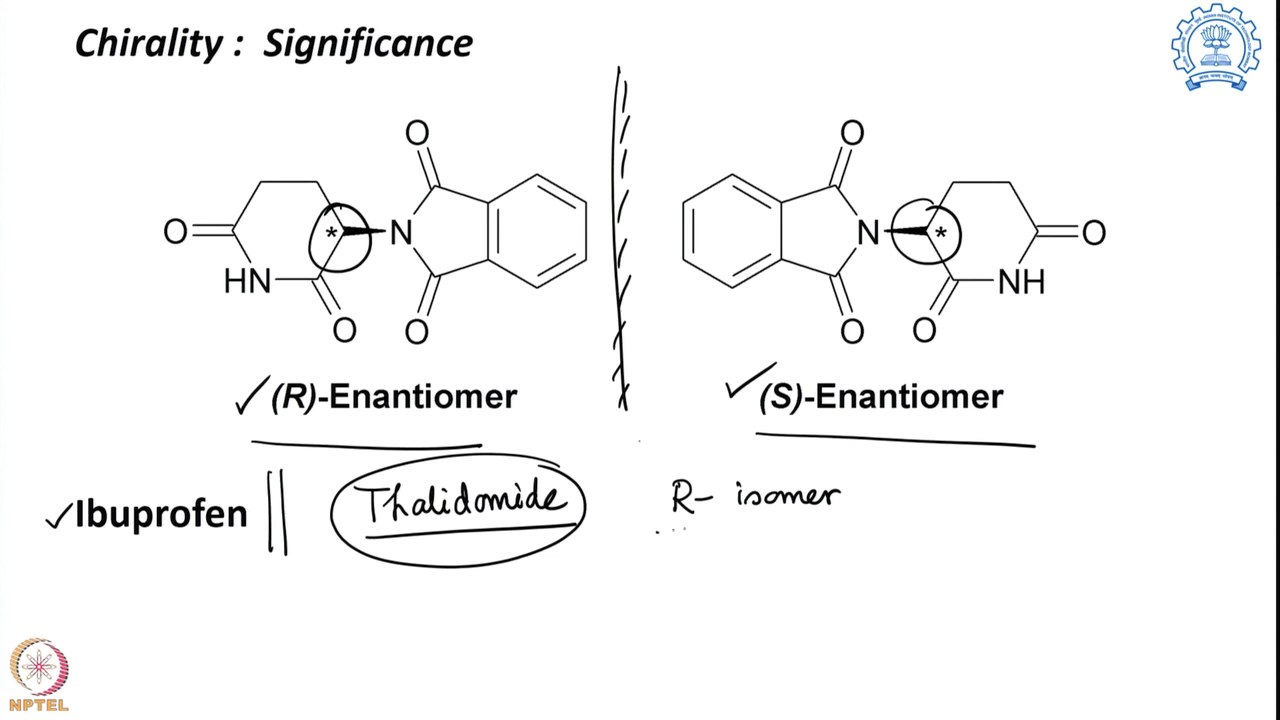 Chirality : Significance
O
O
O
*
N
HN
O
O
O
N
*
O
NH
O
O
(R)-Enantiomer
(S)-Enantiomer
Ibuprofen
Thalidomide
R- isomer
NPTEL